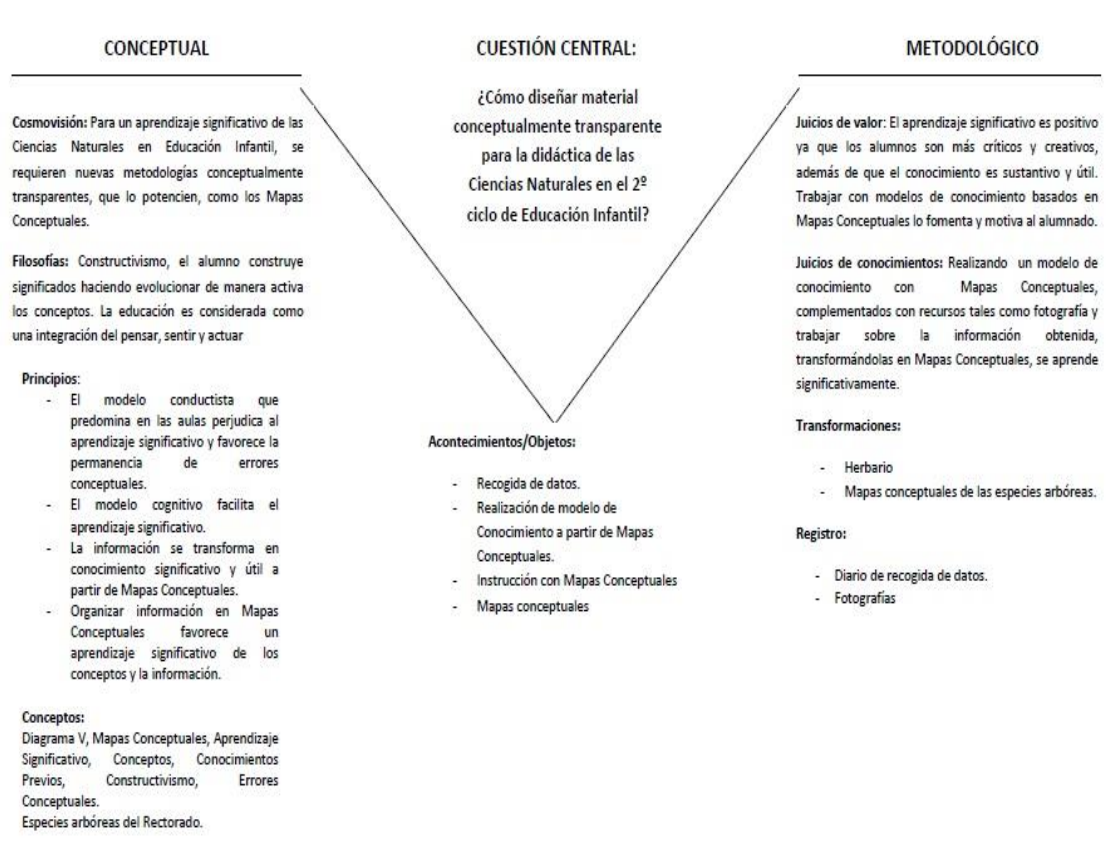 CONCEPTUAL
Cosmovisión: Para un aprendizaje significativo de las
Ciencias Naturales en Educación Infantil, se
requieren nuevas metodologías conceptualmente
transparentes, que lo potencien, como los Mapas
Conceptuales.
Filosofías: Constructivismo, el alumno construye
significados haciendo evolucionar de manera activa
los conceptos. La educación es considerada como
una integración del pensar, sentir y actuar
Principios:
- El modelo conductista que
predomina en las aulas perjudica al
aprendizaje significativo y favorece la
permanencia de errores
conceptuales.
- El modelo cognitivo facilita el
aprendizaje significativo.
- La información se transforma en
conocimiento significativo y útil a
partir de Mapas Conceptuales.
- Organizar información en Mapas
Conceptuales favorece un
aprendizaje significativo de los
conceptos y la información.
Conceptos:
Diagrama V, Mapas Conceptuales, Aprendizaje
Significativo, Conceptos, Conocimientos
Previos, Constructivismo, Errores
Conceptuales.
Especies arbóreas del Rectorado.
CUESTIÓN CENTRAL:
¿Cómo diseñar material
conceptualmente transparente
para la didáctica de las
Ciencias Naturales en el 2º
ciclo de Educación Infantil?
Acontecimientos/Objetos:
- Recogida de datos.
- Realización de modelo de
Conocimiento a partir de Mapas
Conceptuales.
- Instrucción con Mapas Conceptuales
- Mapas conceptuales
METODOLÓGICO
Juicios de valor: El aprendizaje significativo es positivo
ya que los alumnos son más críticos y creativos,
además de que el conocimiento es sustantivo y útil.
Trabajar con modelos de conocimiento basados en
Mapas Conceptuales lo fomenta y motiva al alumnado.
Juicios de conocimientos: Realizando un modelo de
conocimiento con Mapas Conceptuales,
complementados con recursos tales como fotografía y
trabajar sobre la información obtenida,
transformándolas en Mapas Conceptuales, se aprende
significativamente.
Transformaciones:
- Herbario
- Mapas conceptuales de las especies arbóreas.
Registro:
- Diario de recogida de datos.
- Fotografías